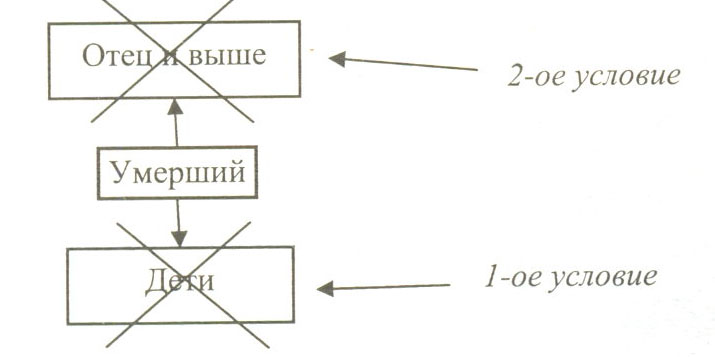 Отец и выше
2-ое условие
Умерший
Дети
1-ое условие